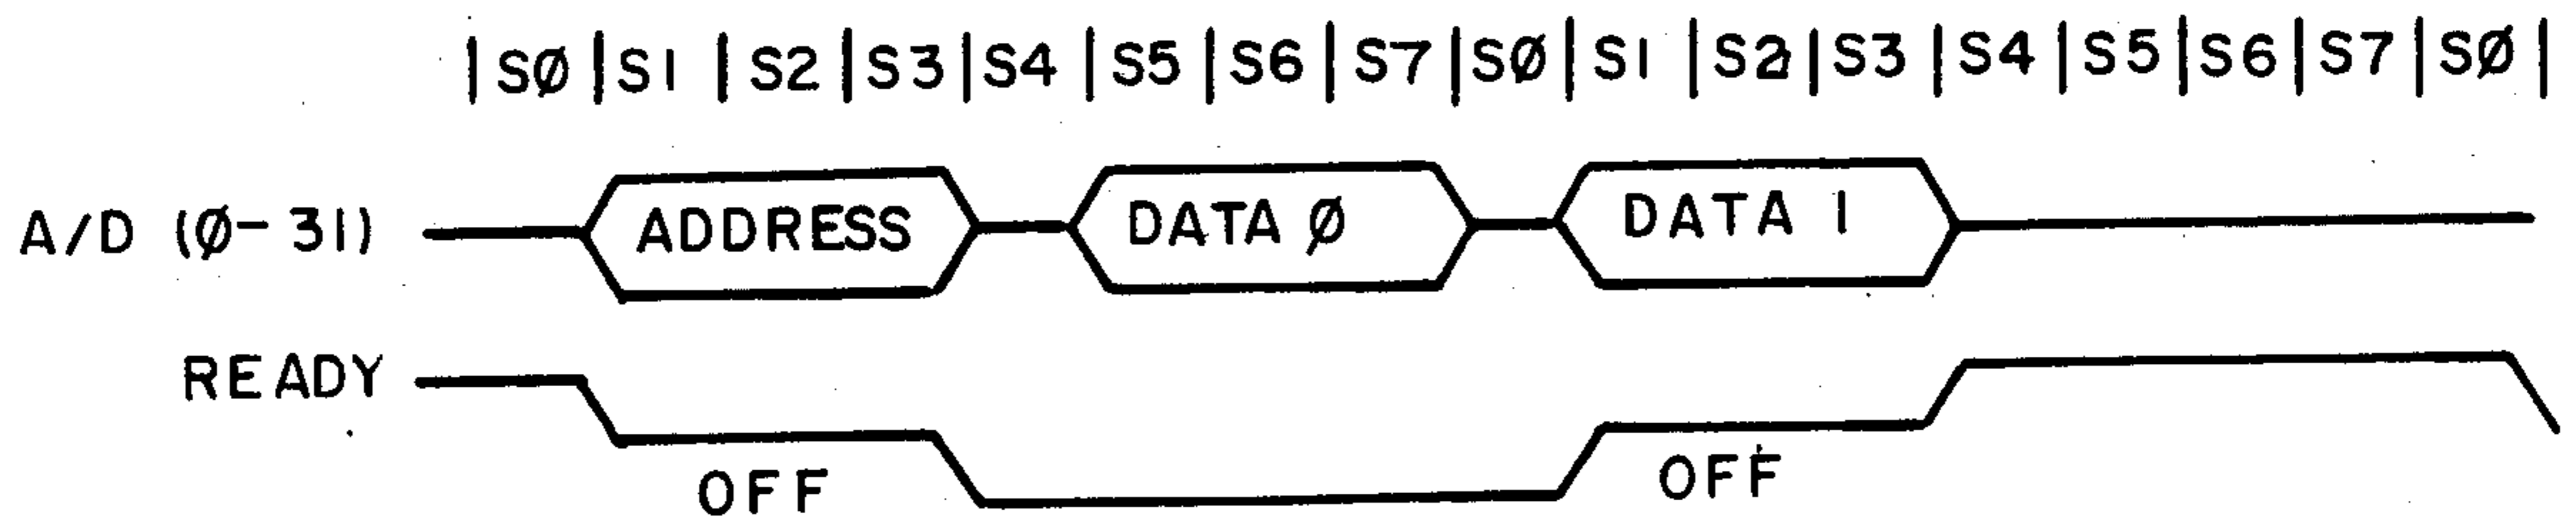 |SØ|S1|S2|S3|S4|S5|S6|S7|SØ|S1|S2|S3|S4|S5|S6|S7|SØ|
A/D (Ø-31) ADDRESS DATA Ø DATA 1
READY
OFF OFF